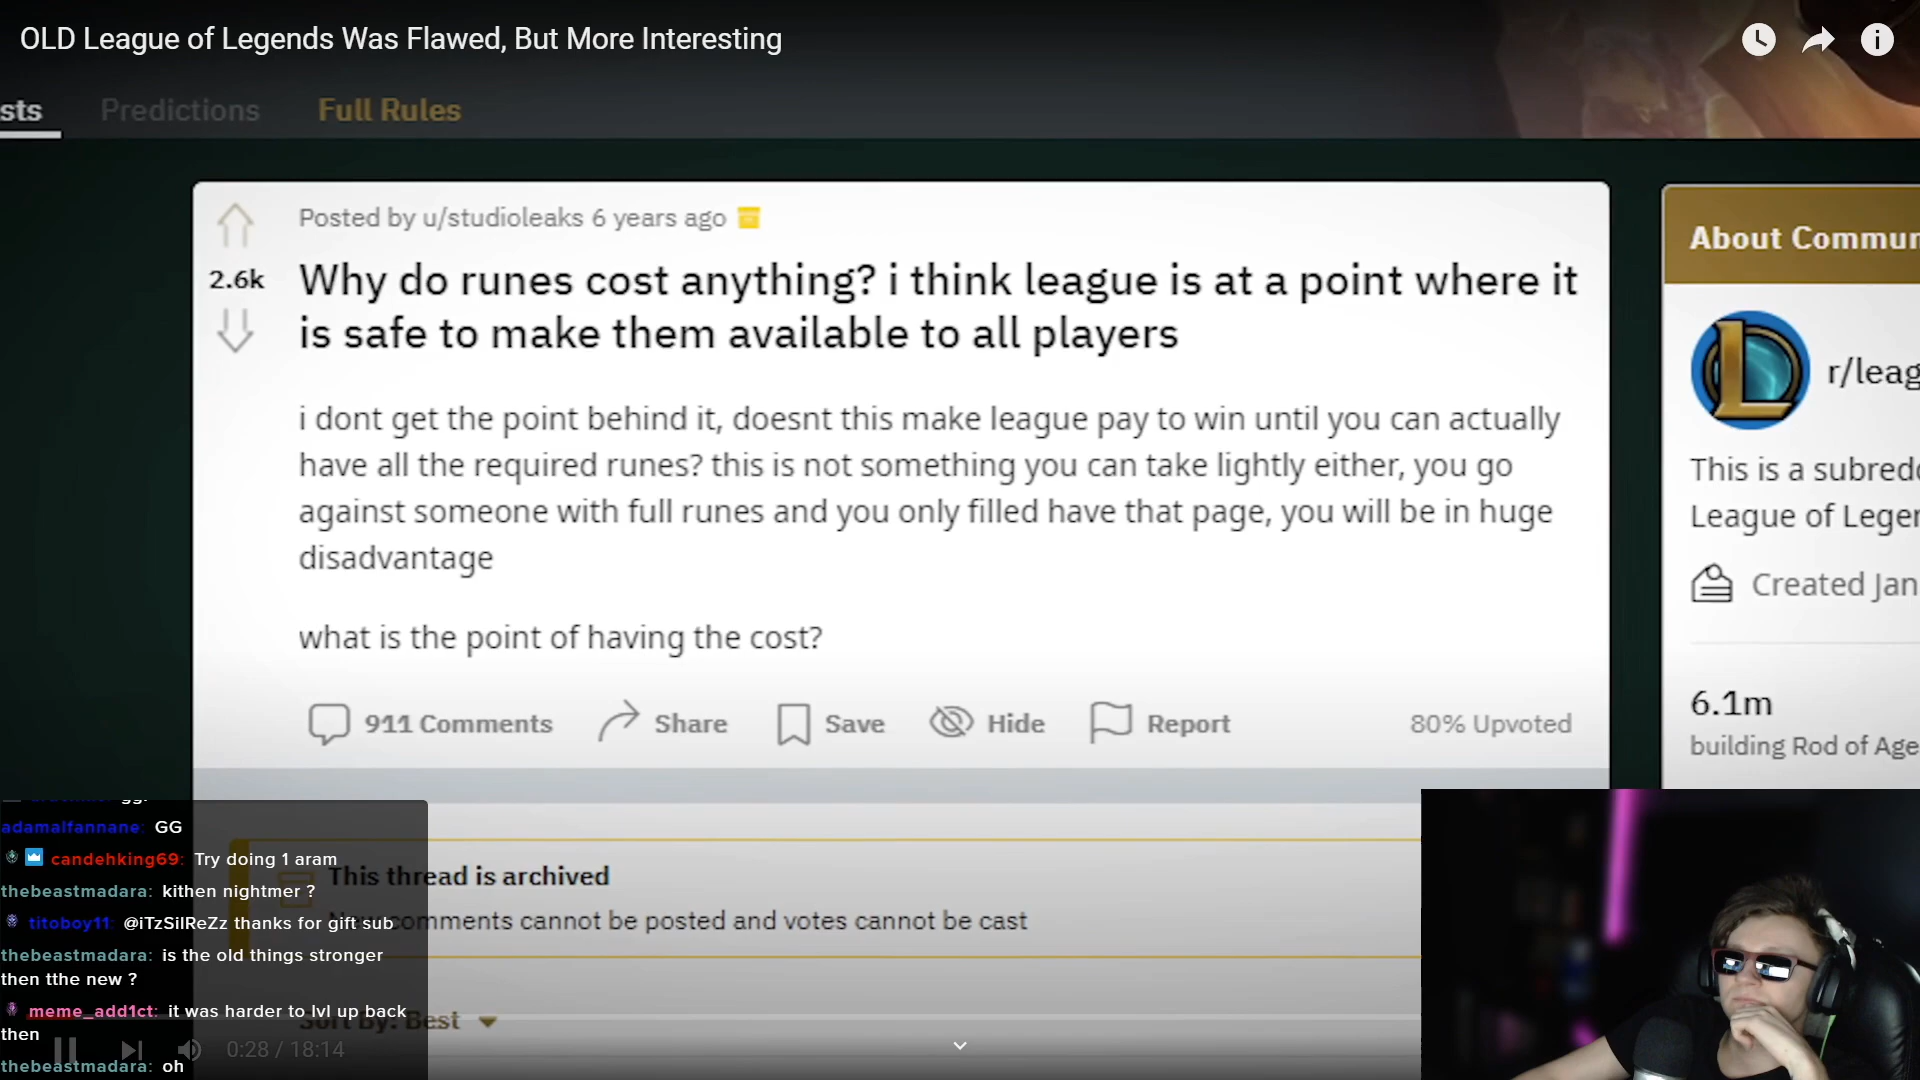 OLD League of Legends Was Flawed, But More Interesting
sts Predictions Full Rules
Posted by u/studioleaks 6 years ago
2.6k
Why do runes cost anything? i think league is at a point where it
is safe to make them available to all players
i dont get the point behind it, doesnt this make league pay to win until you can actually
have all the required runes? this is not something you can take lightly either, you go
against someone with full runes and you only filled have that page, you will be in huge
disadvantage
what is the point of having the cost?
911 Comments Share Save Hide Report 80% Upvoted
This thread is archived
comments cannot be posted and votes cannot be cast
Sort By: Best
About Commun
r/leag
This is a subredd
League of Legen
Created Jan
6.1m
building Rod of Age
adamalfannane: GG
candehking69: Try doing 1 aram
thebeastmadara: kithen nightmer ?
titoboy11: @iTzSilReZz thanks for gift sub
thebeastmadara: is the old things stronger
then tthe new ?
meme_add1ct: it was harder to lvl up back
then
thebeastmadara: oh
0:28 / 18:14